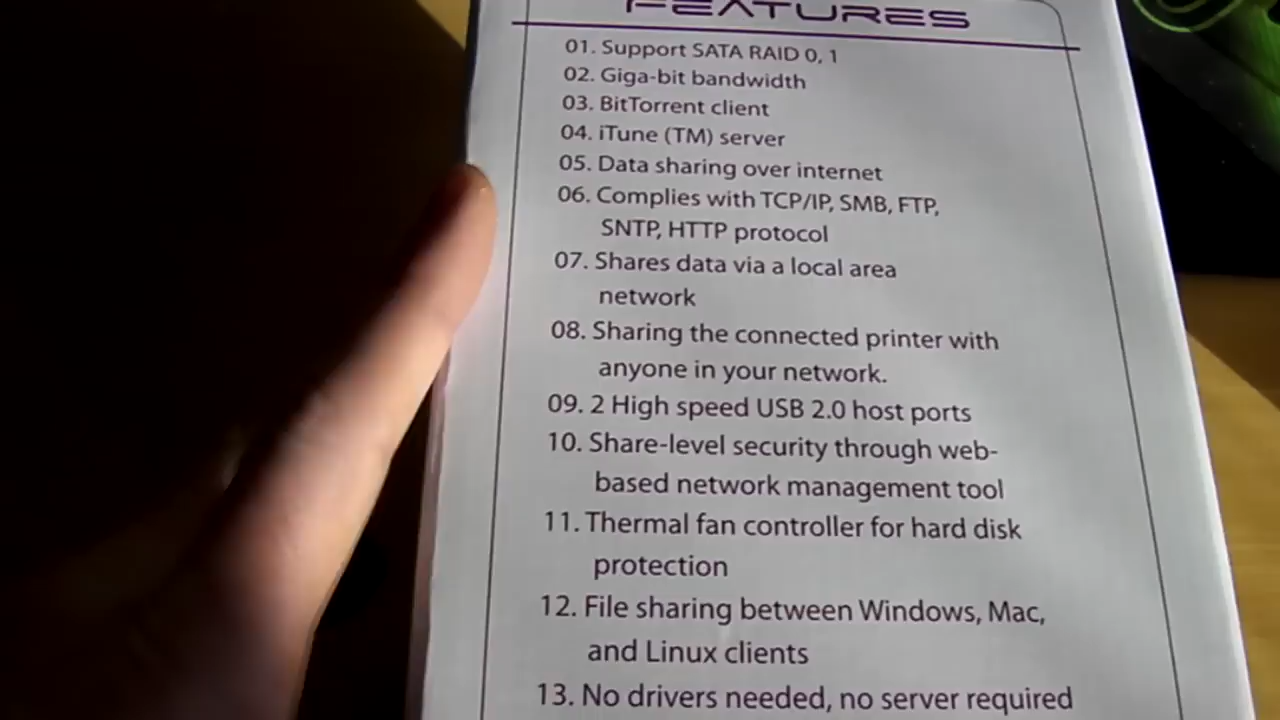 FEATURES
01. Support SATA RAID 0, 1
02. Giga-bit bandwidth
03. BitTorrent client
04. iTune (TM) server
05. Data sharing over internet
06. Complies with TCP/IP, SMB, FTP,
SNTP, HTTP protocol
07. Shares data via a local area
network
08. Sharing the connected printer with
anyone in your network.
09. 2 High speed USB 2.0 host ports
10. Share-level security through web-
based network management tool
11. Thermal fan controller for hard disk
protection
12. File sharing between Windows, Mac,
and Linux clients
13. No drivers needed, no server required